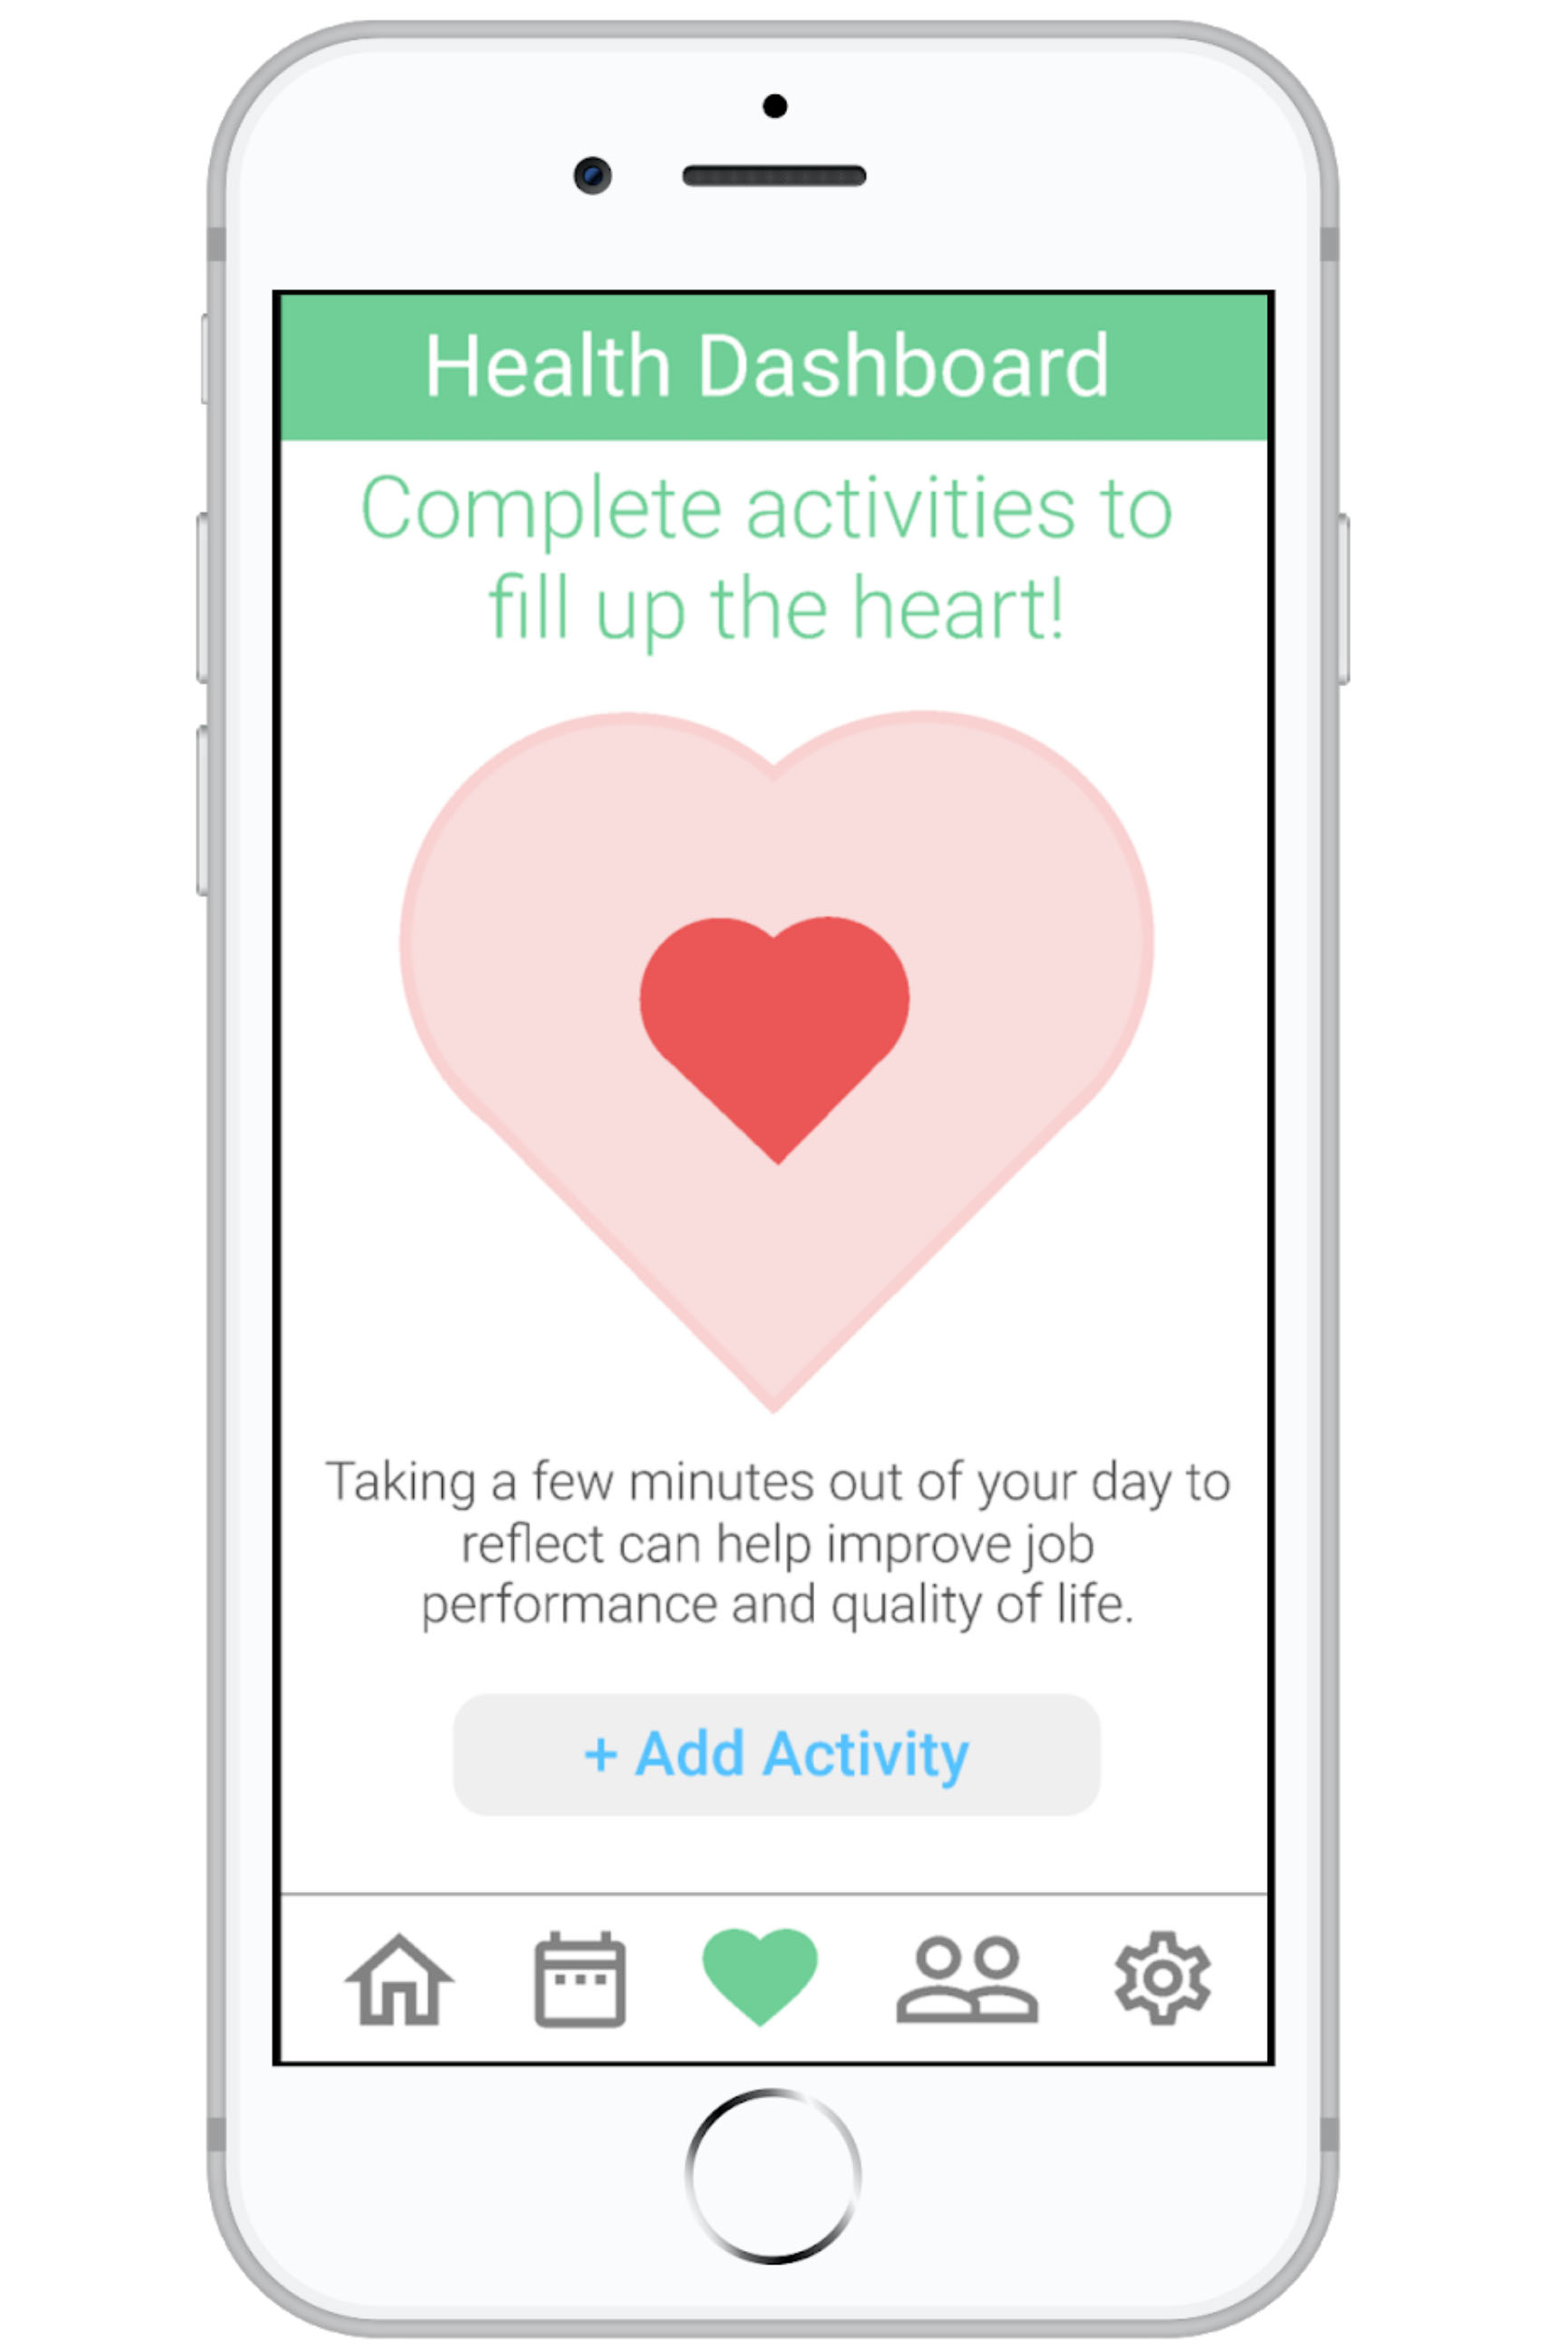 Health Dashboard
Complete activities to
fill up the heart!
Taking a few minutes out of your day to
reflect can help improve job
performance and quality of life.
+ Add Activity